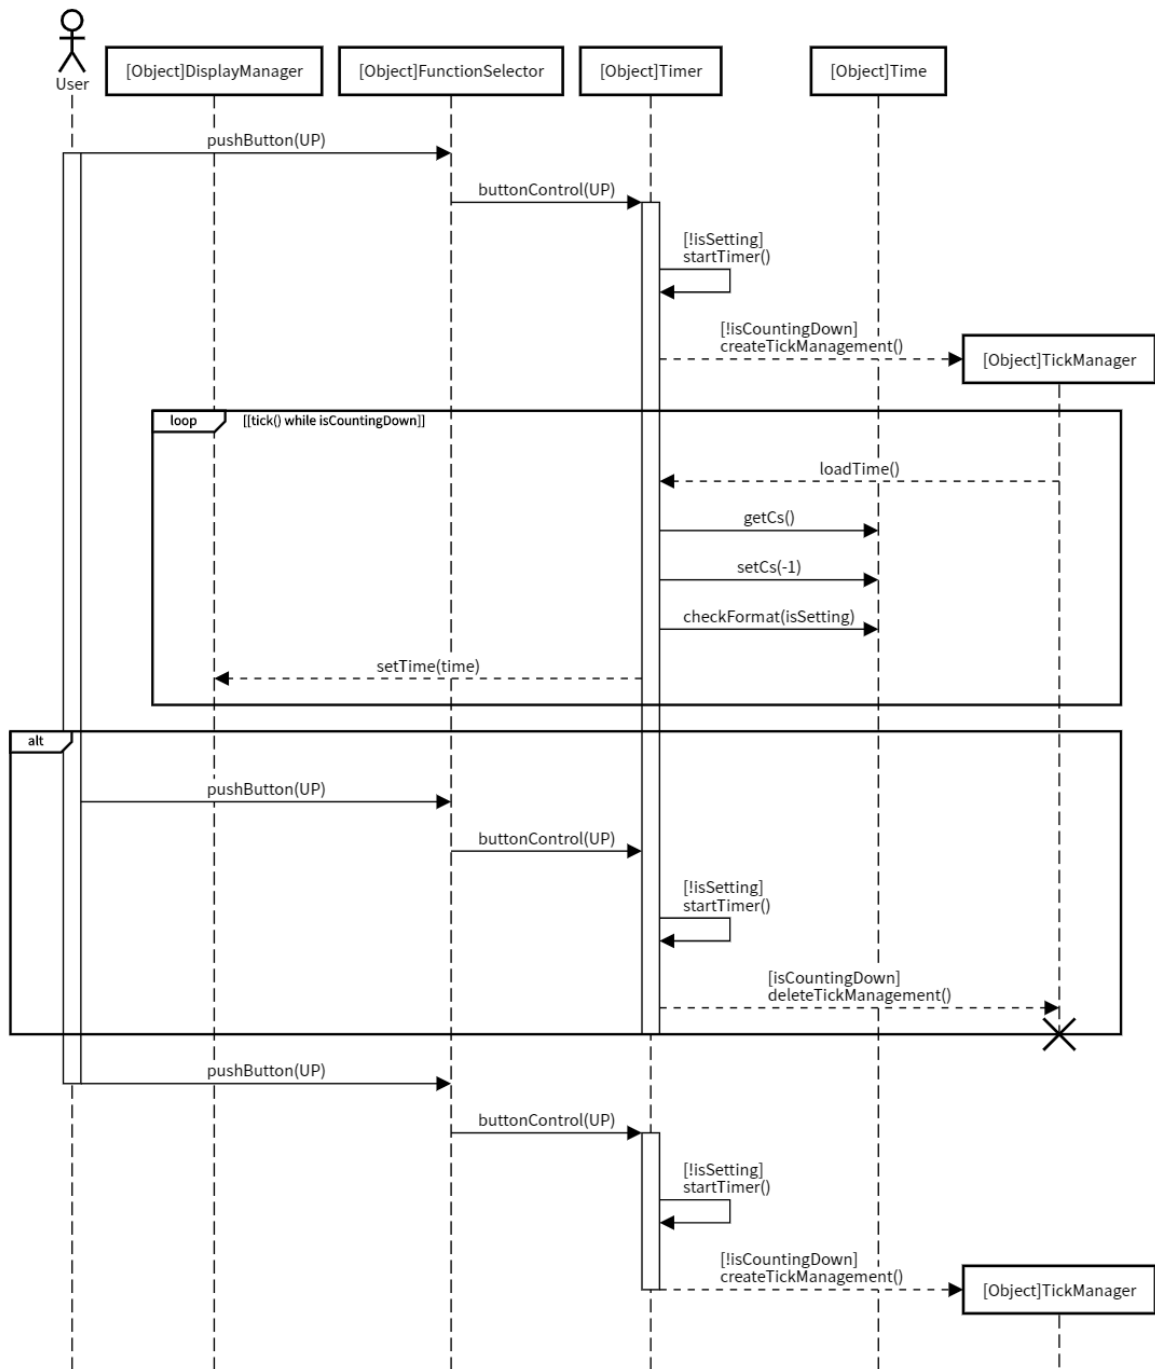 User
[Object]DisplayManager
[Object]FunctionSelector
[Object]Timer
[Object]Time
pushButton(UP)
buttonControl(UP)
[!isSetting]
startTimer()
[!isCountingDown]
createTickManagement()
[Object]TickManager
loop
[[tick() while isCountingDown]]
loadTime()
getCs()
setCs(-1)
checkFormat(isSetting)
setTime(time)
alt
pushButton(UP)
buttonControl(UP)
[!isSetting]
startTimer()
[isCountingDown]
deleteTickManagement()
pushButton(UP)
buttonControl(UP)
[!isSetting]
startTimer()
[!isCountingDown]
createTickManagement()
[Object]TickManager